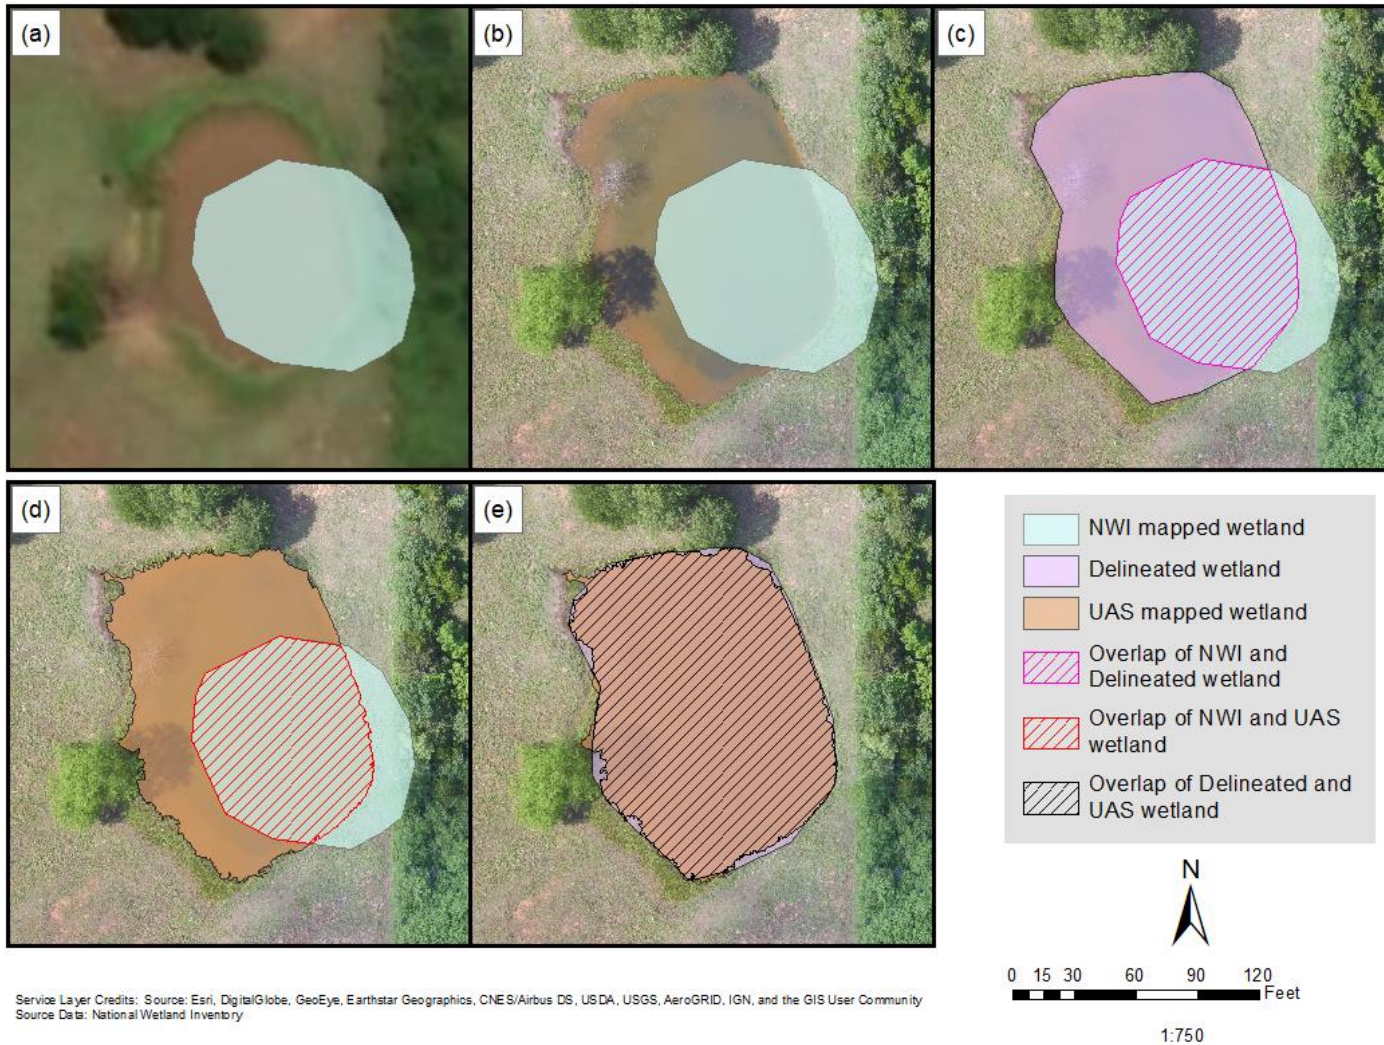 (a)
(b)
(c)
(d)
(e)
NWI mapped wetland
Delineated wetland
UAS mapped wetland
Overlap of NWI and
Delineated wetland
Overlap of NWI and UAS
wetland
Overlap of Delineated and
UAS wetland
N
0 15 30 60 90 120
Feet
1:750
Service Layer Credits: Source: Esri, DigitalGlobe, GeoEye, Earthstar Geographics, CNES/Airbus DS, USDA, USGS, AeroGRID, IGN, and the GIS User Community
Source Data: National Wetland Inventory